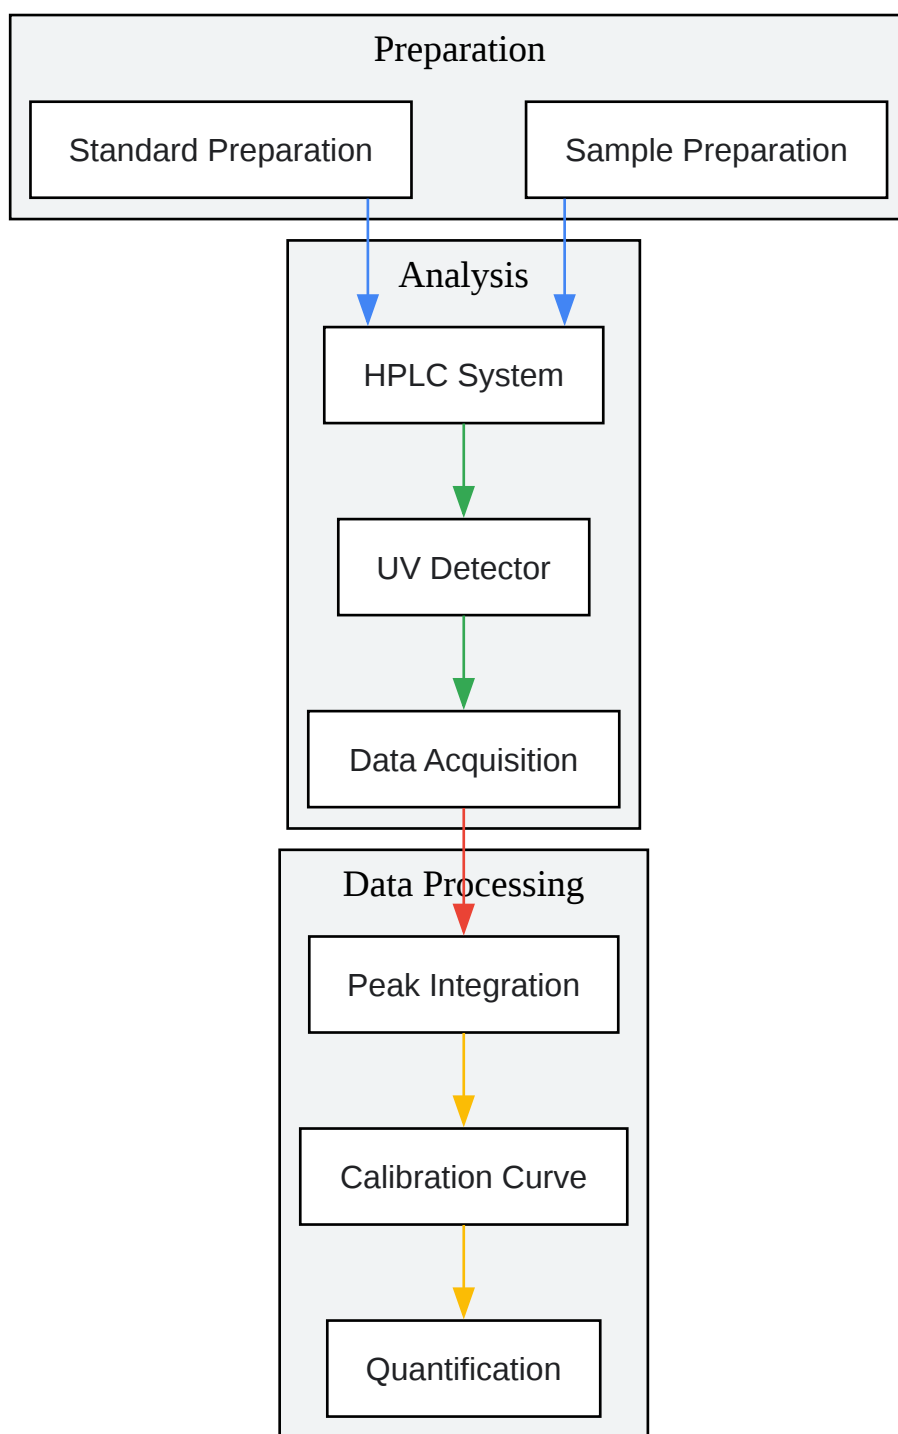 Preparation
Standard Preparation
Sample Preparation
Analysis
HPLC System
UV Detector
Data Acquisition
Data Processing
Peak Integration
Calibration Curve
Quantification